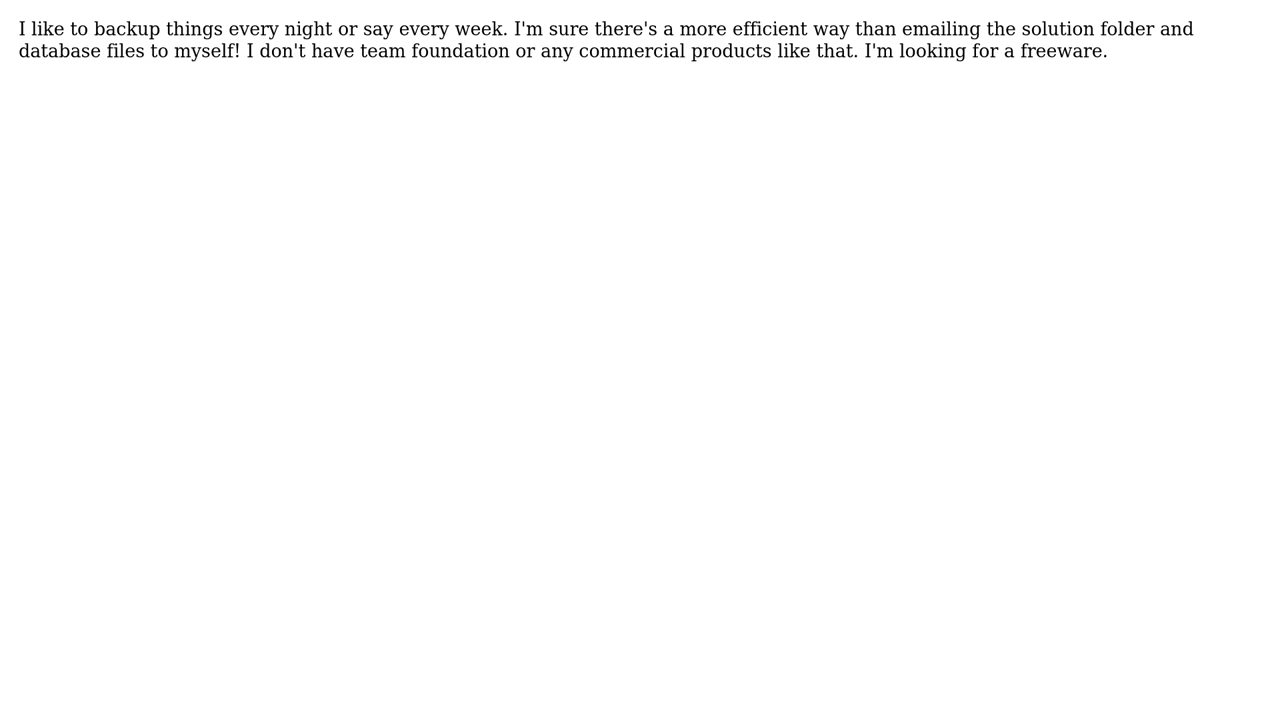 I like to backup things every night or say every week. I'm sure there's a more efficient way than emailing the solution folder and
database files to myself! I don't have team foundation or any commercial products like that. I'm looking for a freeware.